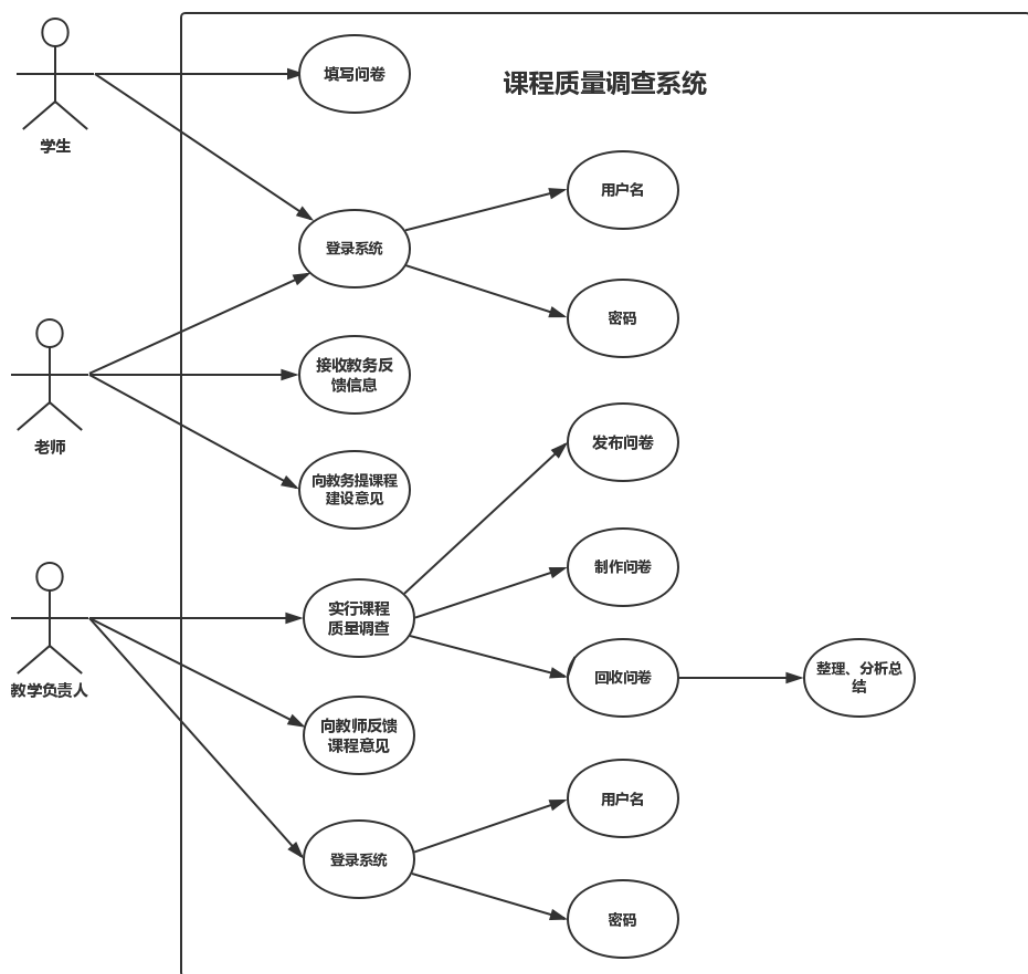 填写问卷
课程质量调查系统
学生
用户名
登录系统
密码
接收教务反
馈信息
老师
发布问卷
向教务提课程
建设意见
制作问卷
实行课程
质量调查
回收问卷
整理、分析总
结
教学负责人
向教师反馈
课程意见
用户名
登录系统
密码